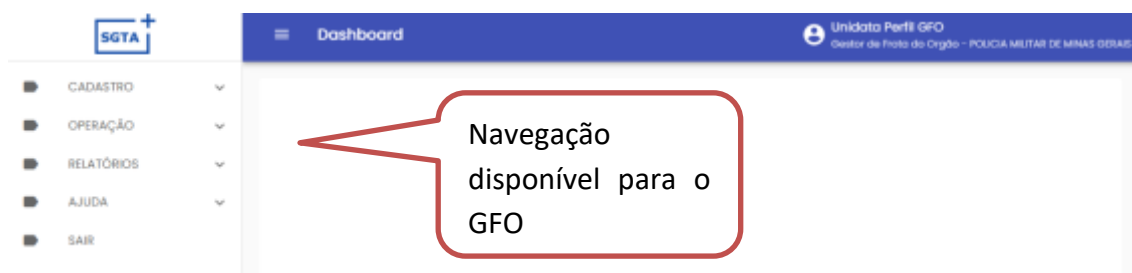 SGTA
Dashboard
Unidata Perfil GFO
Gestor de Frota do Orgão - POLICIA MILITAR DE MINAS GERAIS
CADASTRO
OPERAÇÃO
RELATÓRIOS
AJUDA
SAIR
Navegação
disponível para o
GFO